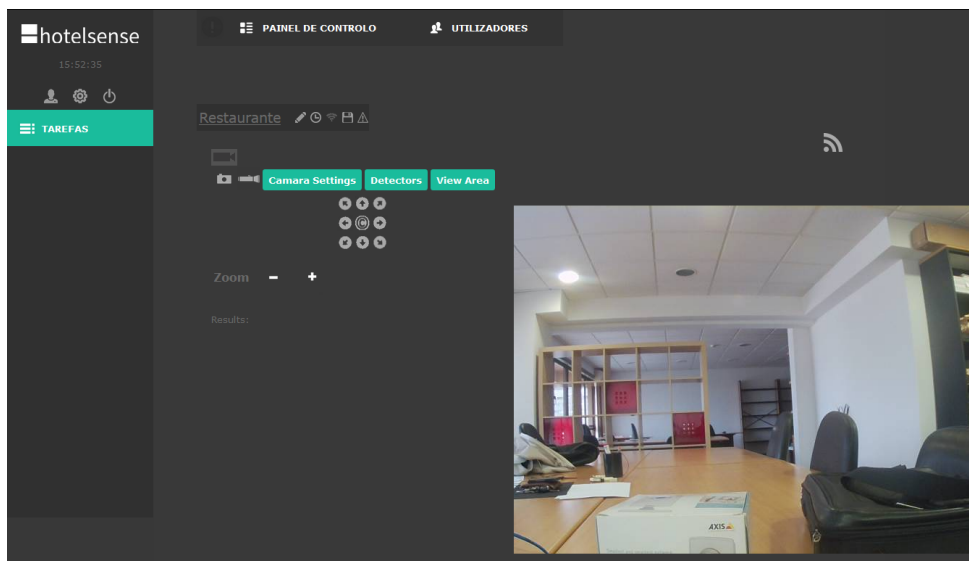 hotelsense
15:52:35
TAREFAS
PAINEL DE CONTROLO
UTILIZADORES
Restaurante
Camara Settings
Detectors
View Area
Zoom
Results:
AXIS